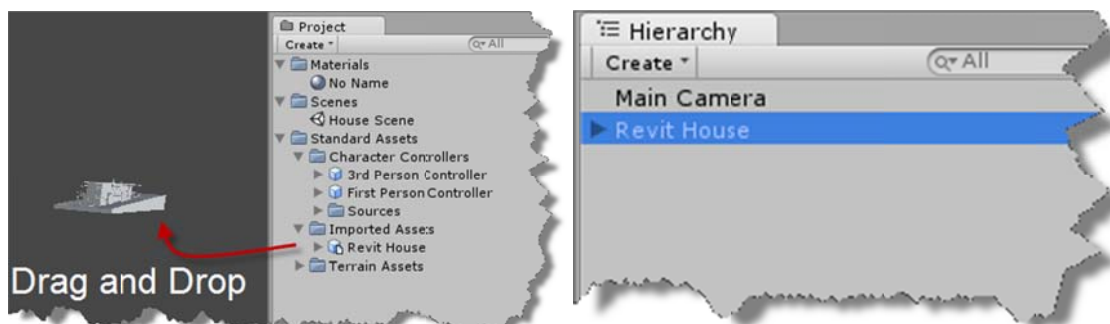 Project
Create
All
Materials
No Name
Scenes
House Scene
Standard Assets
Character Controllers
3rd Person Controller
First Person Controller
Sources
Imported Assets
Revit House
Terrain Assets
Drag and Drop
Hierarchy
Create
All
Main Camera
Revit House